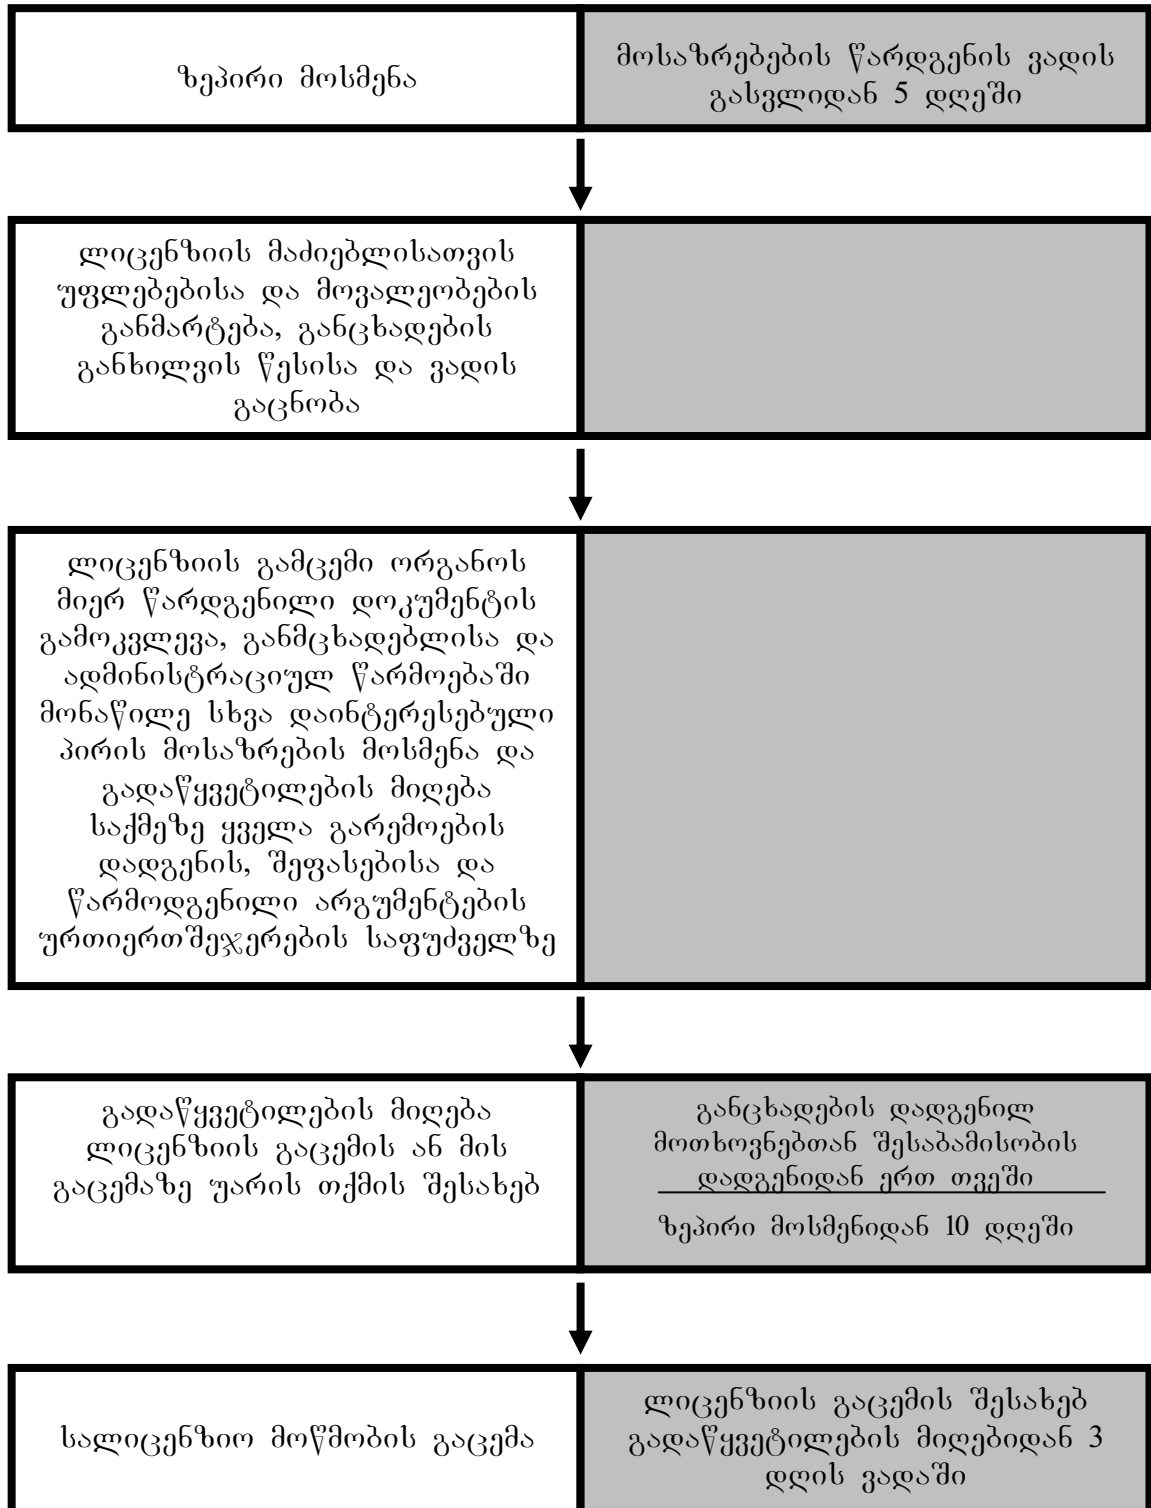 ზეპირი მოსმენა
მოსაზრებების წარდგენის ვადის
გასვლიდან 5 დღეში
ლიცენზიის მაძიებლისათვის
უფლებებისა და მოვალეობების
განმარტება, განცხადების
განხილვის წესისა და ვადის
გაცნობა
ლიცენზიის გამცემი ორგანოს
მიერ წარდგენილი დოკუმენტის
გამოკვლევა, განმცხადებლისა და
ადმინისტრაციულ წარმოებაში
მონაწილე სხვა დაინტერესებული
პირის მოსაზრების მოსმენა და
გადაწყვეტილების მიღება
საქმეზე ყველა გარემოების
დადგენის, შეფასებისა და
წარმოდგენილი არგუმენტების
ურთიერთშეჯერების საფუძველზე
გადაწყვეტილების მიღება
ლიცენზიის გაცემის ან მის
გაცემაზე უარის თქმის შესახებ
განცხადების დადგენილ
მოთხოვნებთან შესაბამისობის
დადგენიდან ერთ თვეში
ზეპირი მოსმენიდან 10 დღეში
სალიცენზიო მოწმობის გაცემა
ლიცენზიის გაცემის შესახებ
გადაწყვეტილების მიღებიდან 3
დღის ვადაში